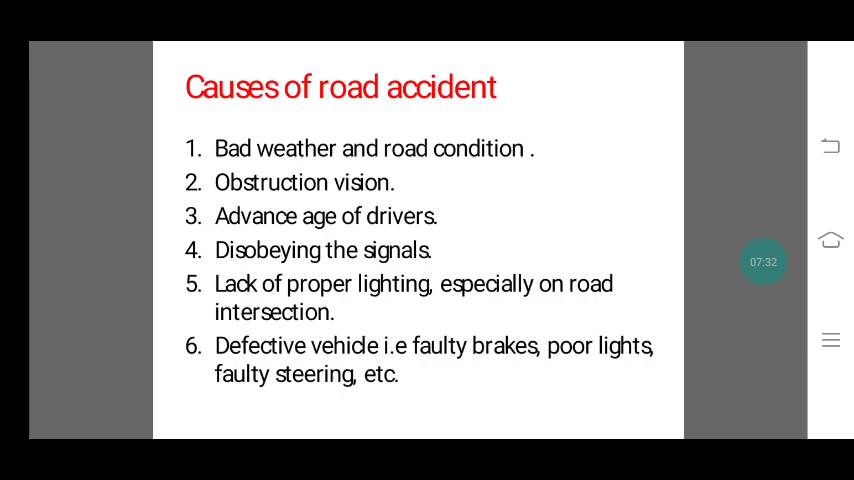 Causes of road accident
1. Bad weather and road condition .
2. Obstruction vision.
3. Advance age of drivers.
4. Disobeying the signals.
5. Lack of proper lighting, especially on road
intersection.
6. Defective vehicle i.e faulty brakes, poor lights,
faulty steering, etc.
07:32